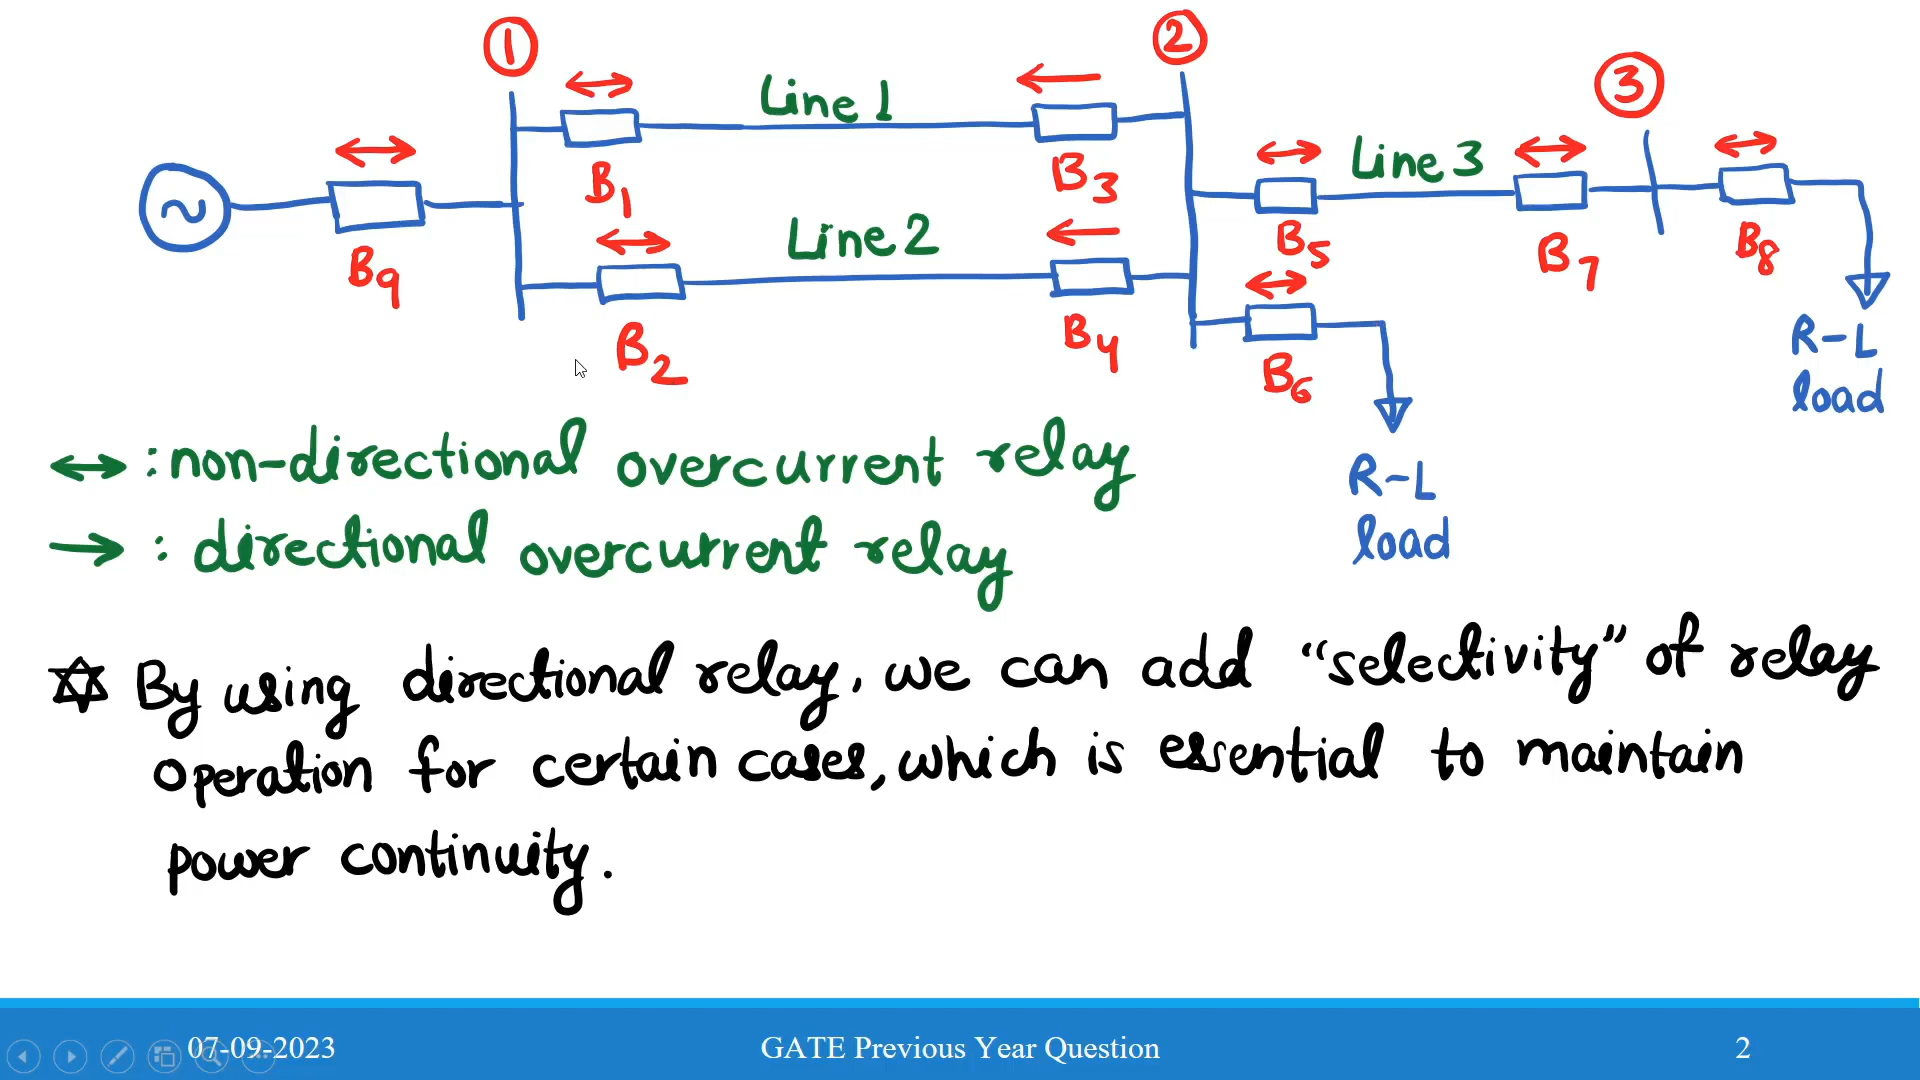 1
2
3
Line 1
Line 3
B1
B3
Line 2
B5
B7
B8
B9
B2
B4
B6
R-L
load
R-L
load
↔ : non-directional overcurrent relay
→ : directional overcurrent relay
✡ By using directional relay, we can add "selectivity" of relay
operation for certain cases, which is essential to maintain
power continuity.
07-09-2023
GATE Previous Year Question
2